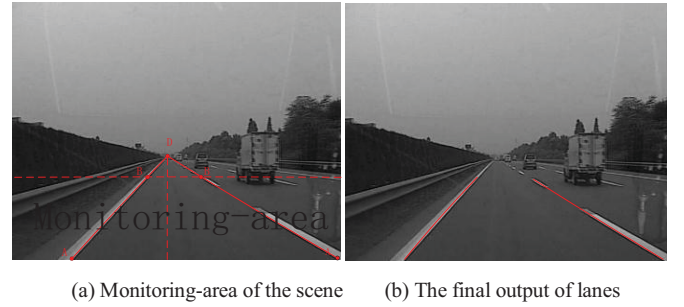 Monitoring-area
(a) Monitoring-area of the scene
(b) The final output of lanes